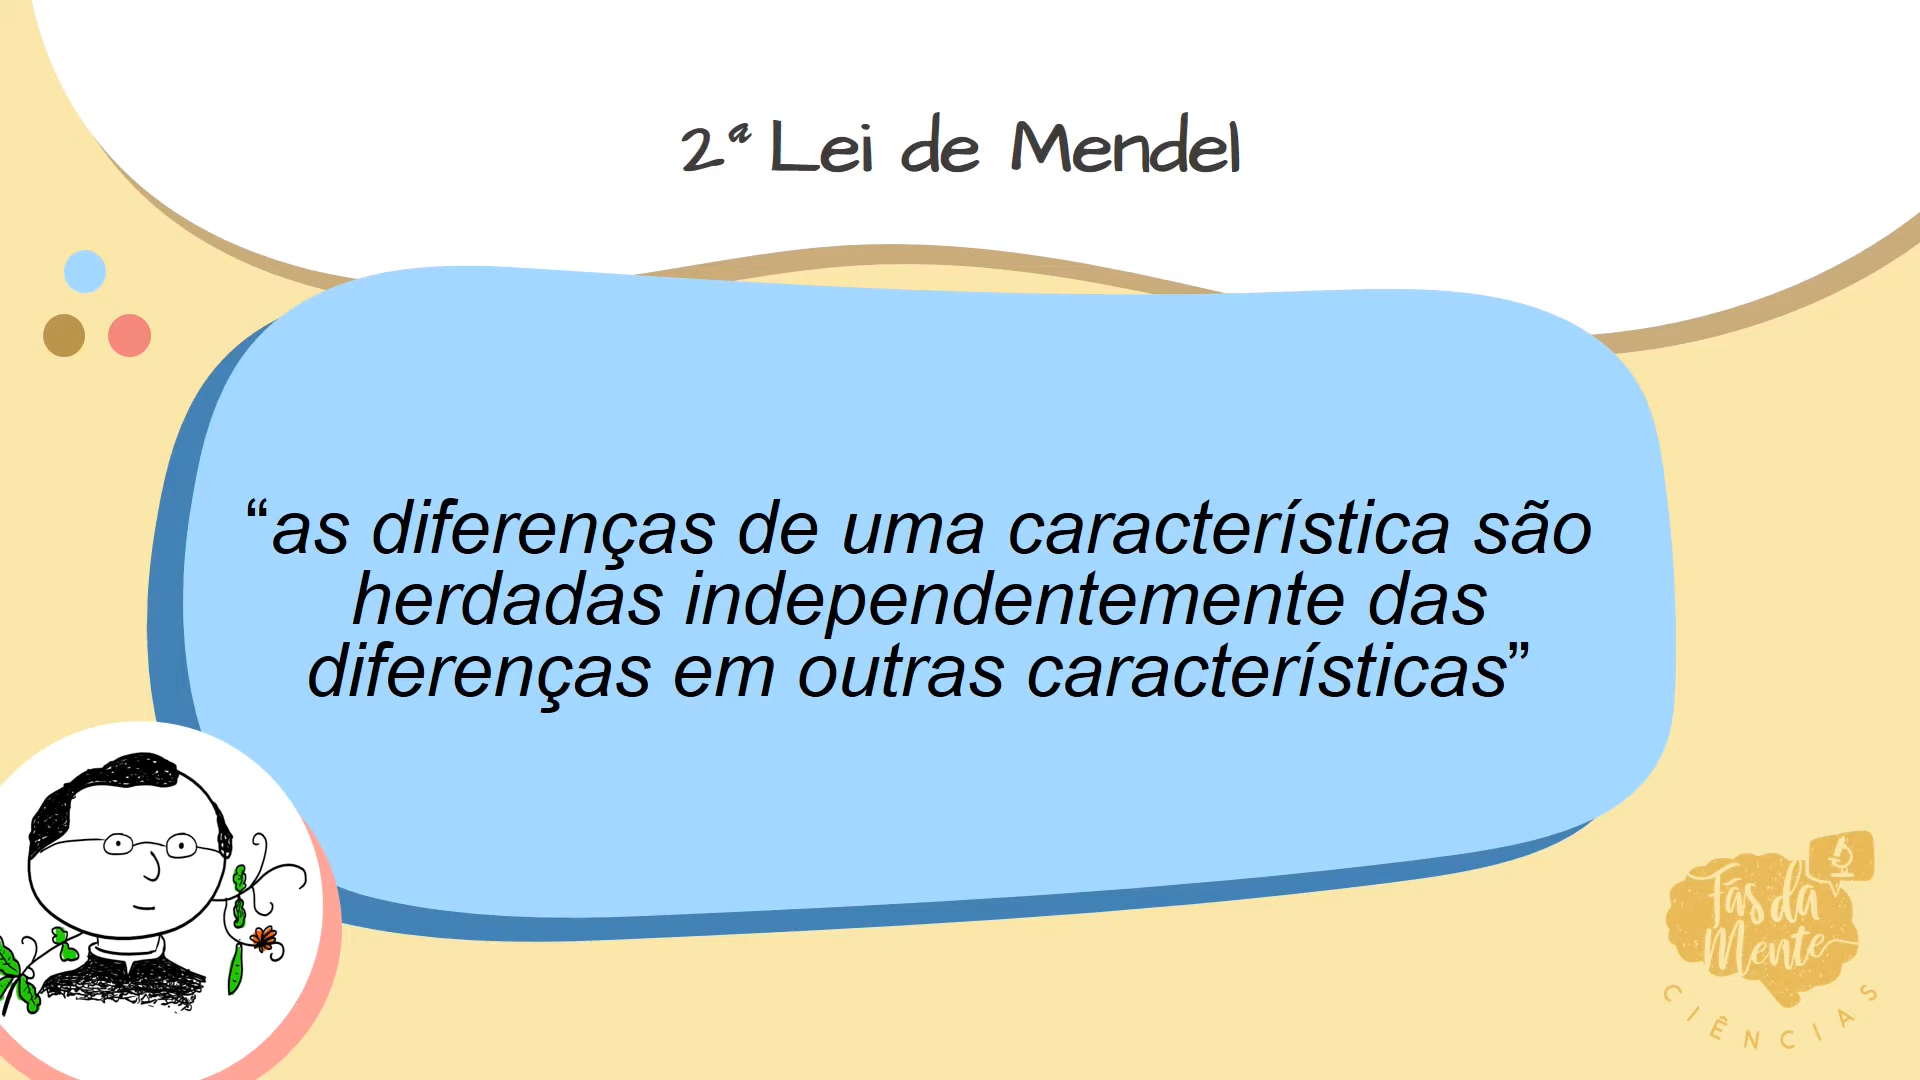 2ª Lei de Mendel
“as diferenças de uma característica são
herdadas independentemente das
diferenças em outras características”
Fãs da
Mente
CIÊNCIAS